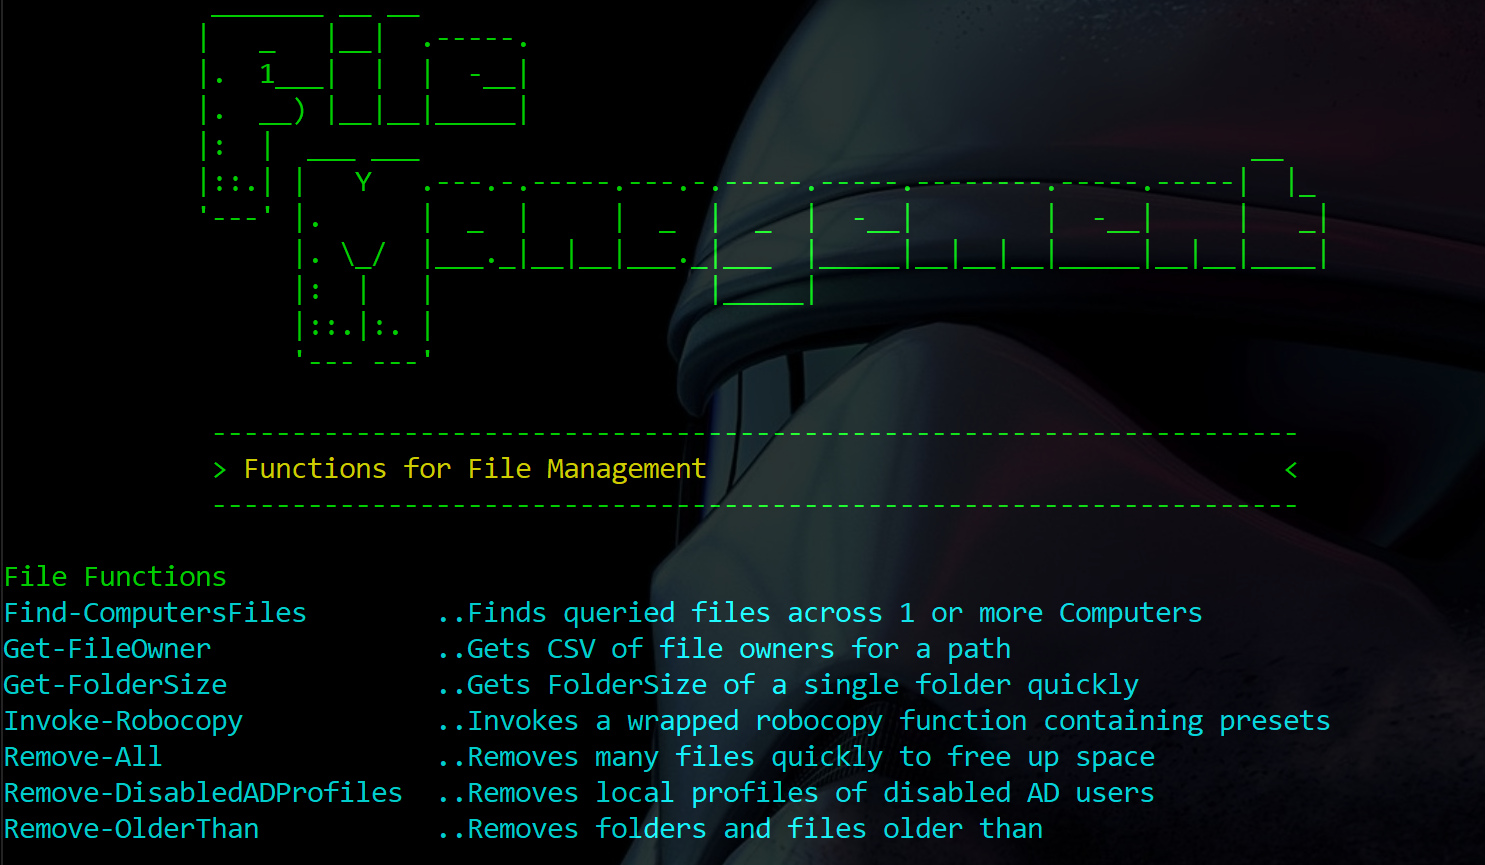 File
Management
> Functions for File Management <
File Functions
Find-ComputersFiles ..Finds queried files across 1 or more Computers
Get-FileOwner ..Gets CSV of file owners for a path
Get-FolderSize ..Gets FolderSize of a single folder quickly
Invoke-Robocopy ..Invokes a wrapped robocopy function containing presets
Remove-All ..Removes many files quickly to free up space
Remove-DisabledADProfiles ..Removes local profiles of disabled AD users
Remove-OlderThan ..Removes folders and files older than